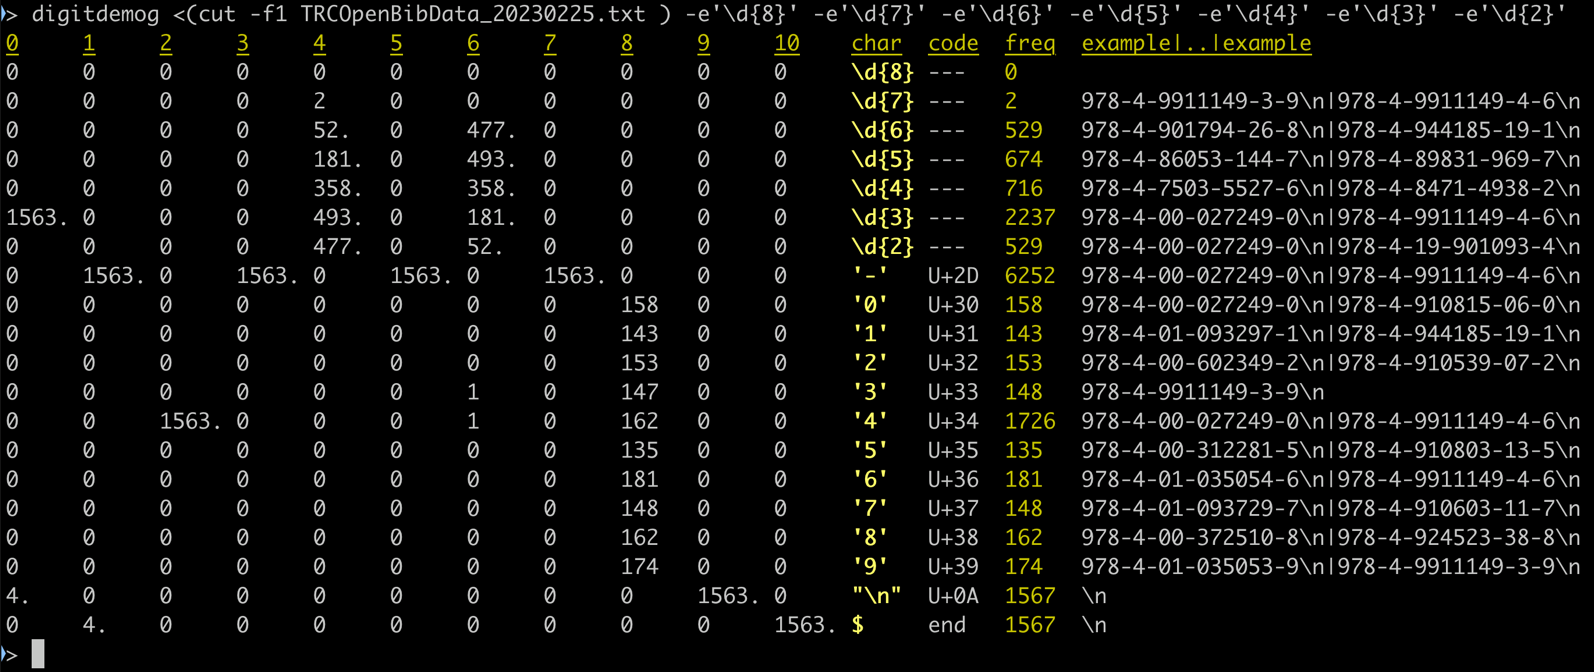 > digitdemog <(cut -f1 TRCOpenBibData_20230225.txt ) -e'\d{8}' -e'\d{7}' -e'\d{6}' -e'\d{5}' -e'\d{4}' -e'\d{3}' -e'\d{2}'
0 1 2 3 4 5 6 7 8 9 10 char code freq example|..|example
0 0 0 0 0 0 0 0 0 0 0 \d{8} --- 0
0 0 0 0 2 0 0 0 0 0 0 \d{7} --- 2 978-4-9911149-3-9\n|978-4-9911149-4-6\n
0 0 0 0 52. 0 477. 0 0 0 0 \d{6} --- 529 978-4-901794-26-8\n|978-4-944185-19-1\n
0 0 0 0 181. 0 493. 0 0 0 0 \d{5} --- 674 978-4-86053-144-7\n|978-4-89831-969-7\n
0 0 0 0 358. 0 358. 0 0 0 0 \d{4} --- 716 978-4-7503-5527-6\n|978-4-8471-4938-2\n
1563. 0 0 0 493. 0 181. 0 0 0 0 \d{3} --- 2237 978-4-00-027249-0\n|978-4-9911149-4-6\n
0 0 0 0 477. 0 52. 0 0 0 0 \d{2} --- 529 978-4-00-027249-0\n|978-4-19-901093-4\n
0 1563. 0 1563. 0 1563. 0 1563. 0 0 0 '-' U+2D 6252 978-4-00-027249-0\n|978-4-9911149-4-6\n
0 0 0 0 0 0 0 0 158 0 0 '0' U+30 158 978-4-00-027249-0\n|978-4-910815-06-0\n
0 0 0 0 0 0 0 0 143 0 0 '1' U+31 143 978-4-01-093297-1\n|978-4-944185-19-1\n
0 0 0 0 0 0 0 0 153 0 0 '2' U+32 153 978-4-00-602349-2\n|978-4-910539-07-2\n
0 0 0 0 0 0 1 0 147 0 0 '3' U+33 148 978-4-9911149-3-9\n
0 0 1563. 0 0 0 1 0 162 0 0 '4' U+34 1726 978-4-00-027249-0\n|978-4-9911149-4-6\n
0 0 0 0 0 0 0 0 135 0 0 '5' U+35 135 978-4-00-312281-5\n|978-4-910803-13-5\n
0 0 0 0 0 0 0 0 181 0 0 '6' U+36 181 978-4-01-035054-6\n|978-4-9911149-4-6\n
0 0 0 0 0 0 0 0 148 0 0 '7' U+37 148 978-4-01-093729-7\n|978-4-910603-11-7\n
0 0 0 0 0 0 0 0 162 0 0 '8' U+38 162 978-4-00-372510-8\n|978-4-924523-38-8\n
0 0 0 0 0 0 0 0 174 0 0 '9' U+39 174 978-4-01-035053-9\n|978-4-9911149-3-9\n
4. 0 0 0 0 0 0 0 0 1563. 0 "\n" U+0A 1567 \n
0 4. 0 0 0 0 0 0 0 0 1563. $ end 1567 \n
>